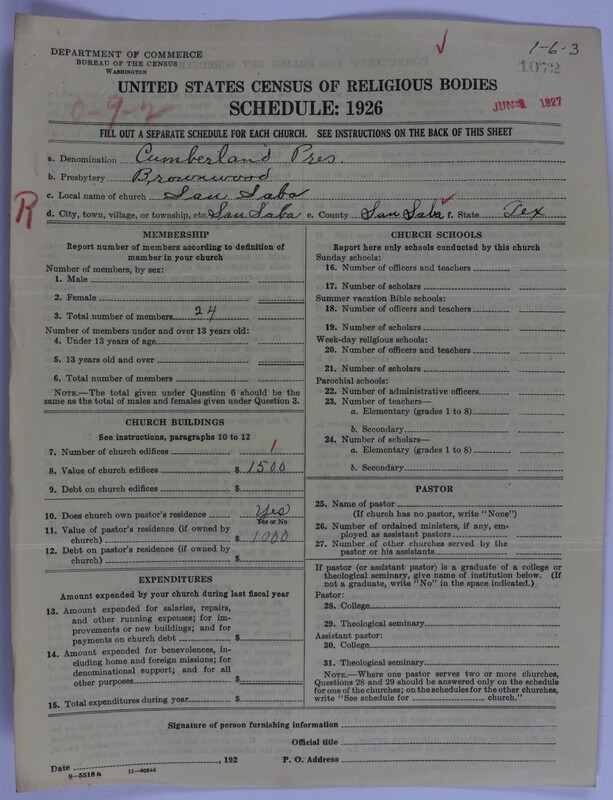 DEPARTMENT OF COMMERCE
BUREAU OF THE CENSUS
WASHINGTON
1-6-3
1072
UNITED STATES CENSUS OF RELIGIOUS BODIES
SCHEDULE: 1926
0-9-2
JUN 1927
FILL OUT A SEPARATE SCHEDULE FOR EACH CHURCH. SEE INSTRUCTIONS ON THE BACK OF THIS SHEET
a. Denomination Cumberland Pres.
b. Presbytery Brownwood
c. Local name of church San Saba
R
d. City, town, village, or township, etc. San Saba e. County San Saba f. State Tex
MEMBERSHIP
Report number of members according to definition of
member in your church
Number of members, by sex:
1. Male
2. Female
3. Total number of members 24
Number of members under and over 13 years old:
4. Under 13 years of age
5. 13 years old and over
6. Total number of members
NOTE.—The total given under Question 6 should be the
same as the total of males and females given under Question 3.
CHURCH BUILDINGS
See instructions, paragraphs 10 to 12
7. Number of church edifices 1
8. Value of church edifices $ 1500
9. Debt on church edifices $
10. Does church own pastor's residence Yes
Yes or No
11. Value of pastor's residence (if owned by
church) $ 1000
12. Debt on pastor's residence (if owned by
church) $
EXPENDITURES
Amount expended by your church during last fiscal year
13. Amount expended for salaries, repairs,
and other running expenses; for im-
provements or new buildings; and for
payments on church debt $
14. Amount expended for benevolences, in-
cluding home and foreign missions; for
denominational support; and for all
other purposes $
15. Total expenditures during year $
CHURCH SCHOOLS
Report here only schools conducted by this church
Sunday schools:
16. Number of officers and teachers
17. Number of scholars
Summer vacation Bible schools:
18. Number of officers and teachers
19. Number of scholars
Week-day religious schools:
20. Number of officers and teachers
21. Number of scholars
Parochial schools:
22. Number of administrative officers
23. Number of teachers—
a. Elementary (grades 1 to 8)
b. Secondary
24. Number of scholars—
a. Elementary (grades 1 to 8)
b. Secondary
PASTOR
25. Name of pastor
(If church has no pastor, write "None")
26. Number of ordained ministers, if any, em-
ployed as assistant pastors
27. Number of other churches served by the
pastor or his assistants
If pastor (or assistant pastor) is a graduate of a college or
theological seminary, give name of institution below. (If
not a graduate, write "No" in the space indicated.)
Pastor:
28. College
29. Theological seminary
Assistant pastor:
30. College
31. Theological seminary
NOTE.—Where one pastor serves two or more churches,
Questions 28 and 29 should be answered only on the schedule
for one of the churches; on the schedules for the other churches,
write "See schedule for church."
Signature of person furnishing information
Official title
Date , 192 P. O. Address
8-5318a